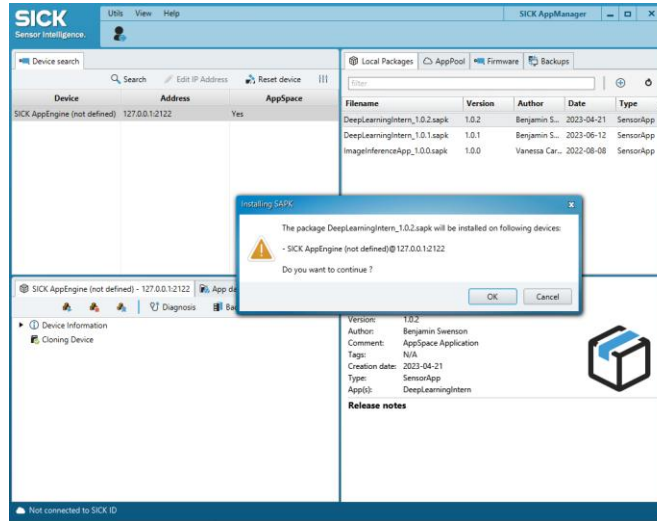 SICK
Sensor Intelligence.
Utils View Help
SICK AppManager
Device search
Search Edit IP Address Reset device
Device Address AppSpace
SICK AppEngine (not defined) 127.0.0.1:2122 Yes
Local Packages AppPool Firmware Backups
filter
Filename Version Author Date Type
DeepLearningIntern_1.0.2.sapk 1.0.2 Benjamin S... 2023-04-21 SensorApp
DeepLearningIntern_1.0.1.sapk 1.0.1 Benjamin S... 2023-06-12 SensorApp
ImageInferenceApp_1.0.0.sapk 1.0.0 Vanessa Car... 2022-08-08 SensorApp
Installing SAPK
The package DeepLearningIntern_1.0.2.sapk will be installed on following devices:
- SICK AppEngine (not defined)@127.0.0.1:2122
Do you want to continue ?
OK Cancel
SICK AppEngine (not defined) - 127.0.0.1:2122 App da
Diagnosis Bac
Device Information
Cloning Device
Version: 1.0.2
Author: Benjamin Swenson
Comment: AppSpace Application
Tags: N/A
Creation date: 2023-04-21
Type: SensorApp
App(s): DeepLearningIntern
Release notes
Not connected to SICK ID